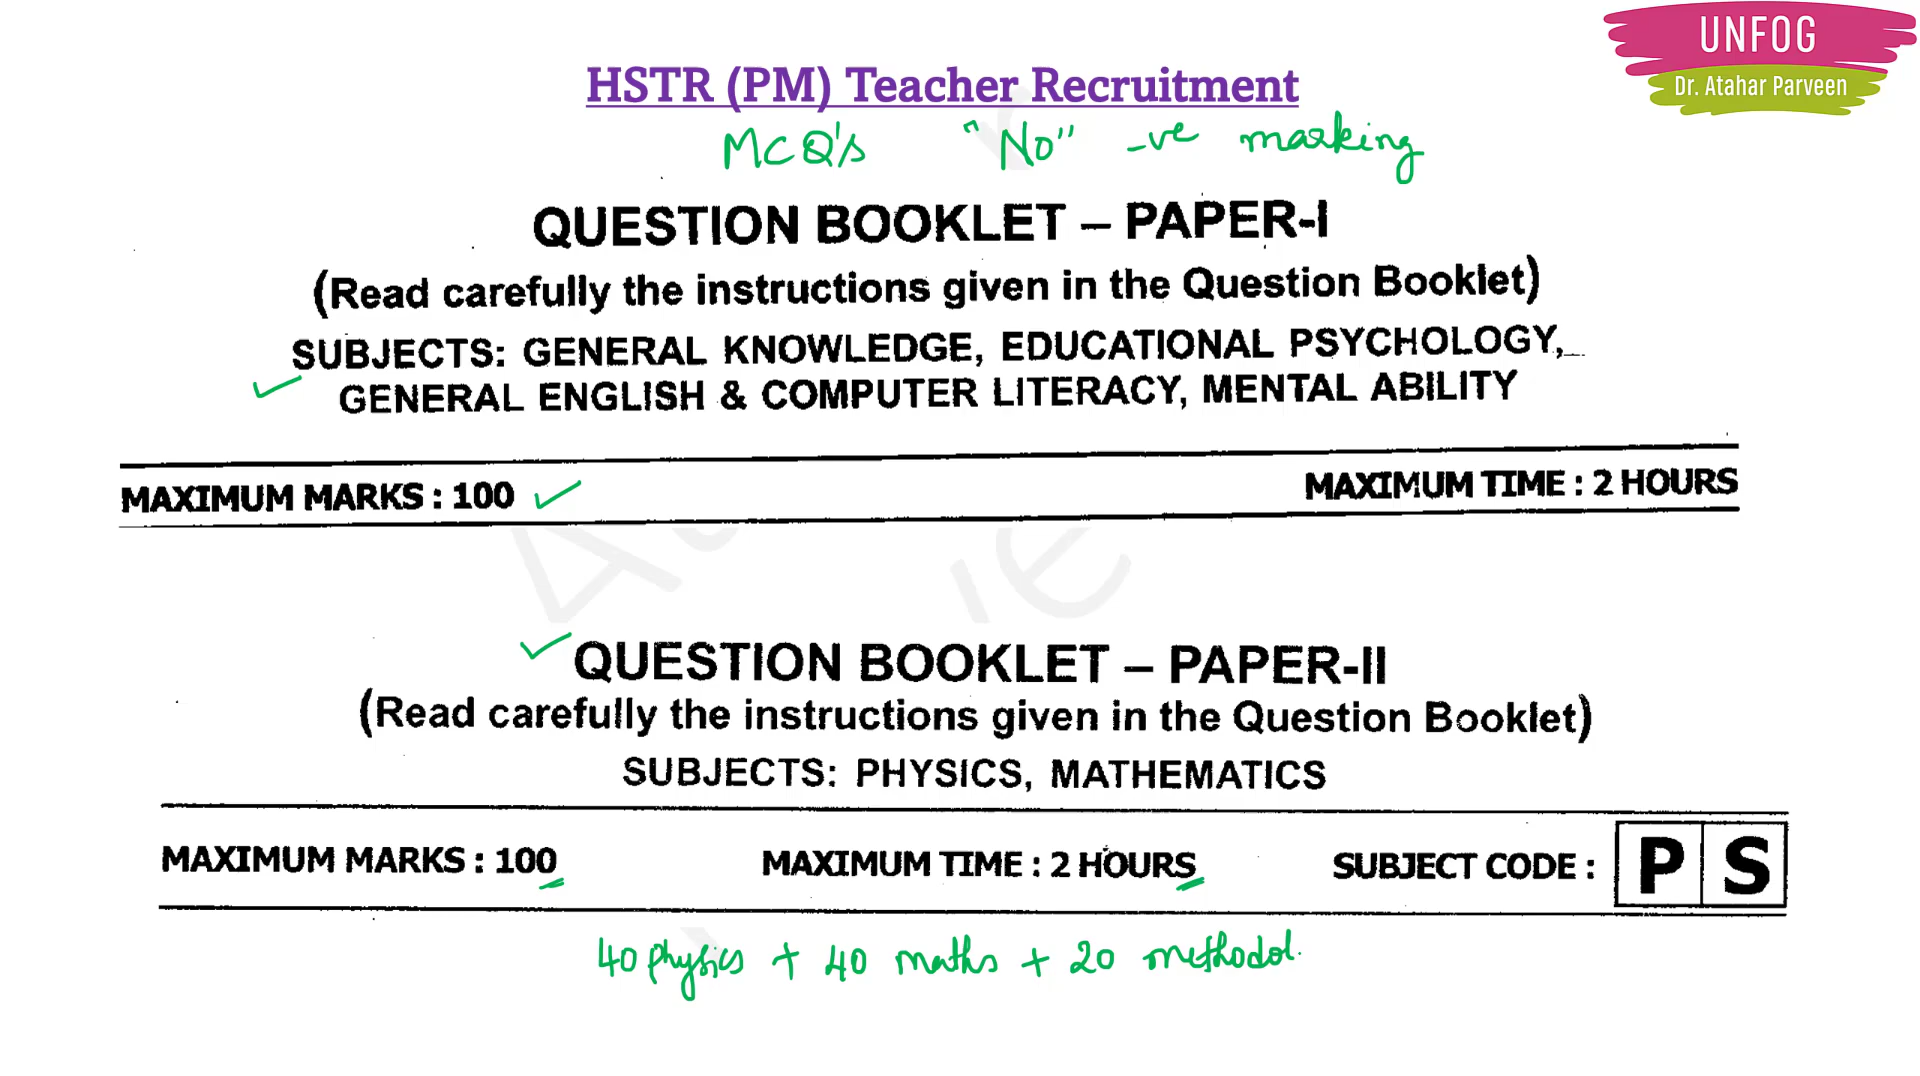 UNFOG
Dr. Atahar Parveen
HSTR (PM) Teacher Recruitment
MCQ's "No" -ve marking
QUESTION BOOKLET – PAPER-I
(Read carefully the instructions given in the Question Booklet)
SUBJECTS: GENERAL KNOWLEDGE, EDUCATIONAL PSYCHOLOGY,
GENERAL ENGLISH & COMPUTER LITERACY, MENTAL ABILITY
MAXIMUM MARKS : 100 MAXIMUM TIME : 2 HOURS
QUESTION BOOKLET – PAPER-II
(Read carefully the instructions given in the Question Booklet)
SUBJECTS: PHYSICS, MATHEMATICS
MAXIMUM MARKS : 100 MAXIMUM TIME : 2 HOURS SUBJECT CODE : P S
40 physics + 40 maths + 20 methodol